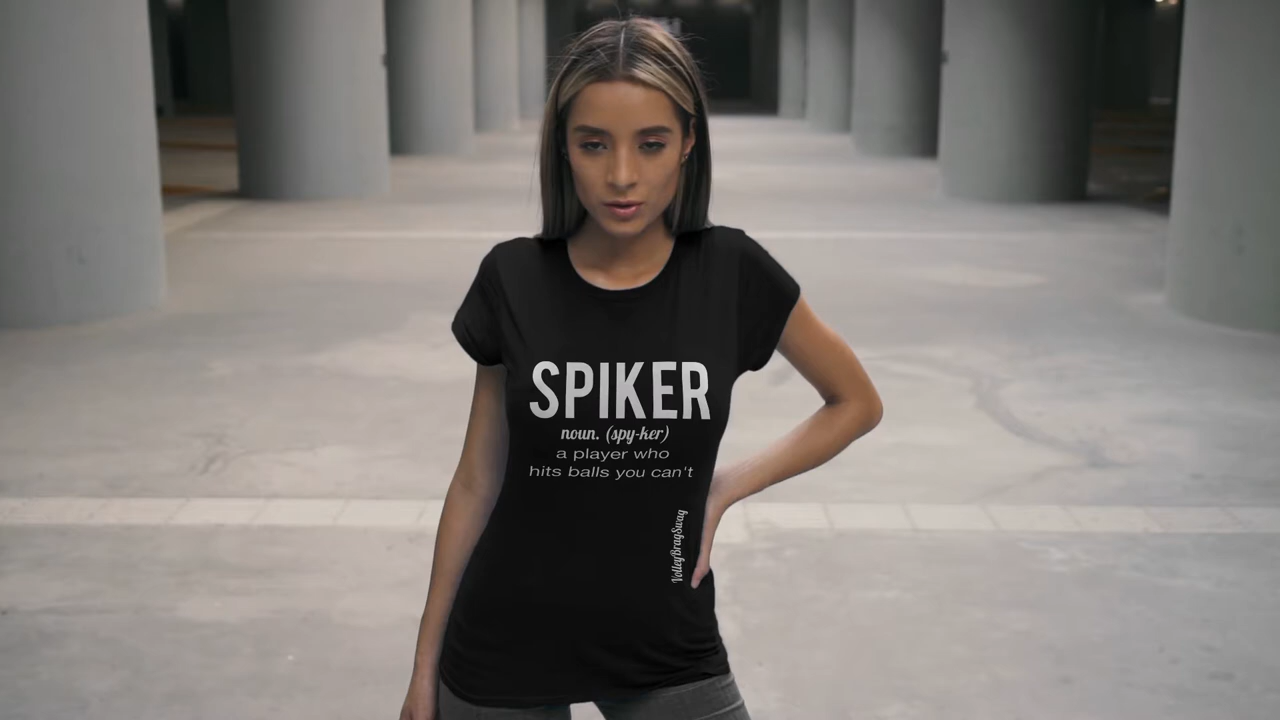 SPIKER
noun. (spy-ker)
a player who
hits balls you can't
VolleyBragSwag